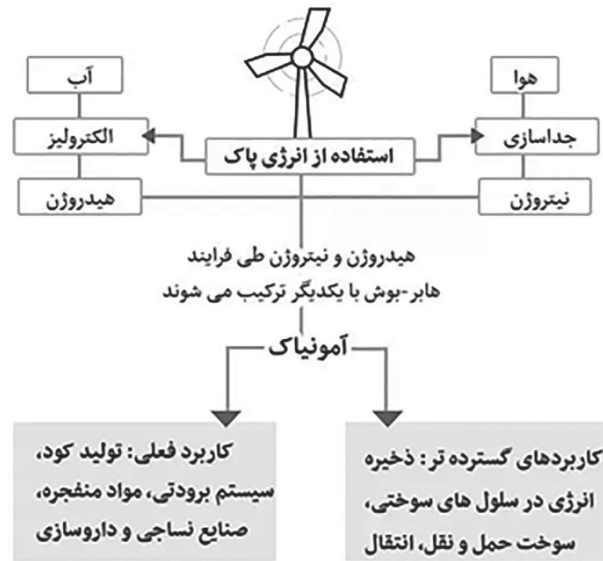 آب
هوا
الکترولیز
استفاده از انرژی پاک
جداسازی
هیدروژن
نیتروژن
هیدروژن و نیتروژن طی فرایند
هابر-بوش با یکدیگر ترکیب می شوند
آمونیاک
کاربردهای گسترده تر: ذخیره
انرژی در سلول های سوختی،
سوخت حمل و نقل، انتقال
کاربرد فعلی: تولید کود،
سیستم برودتی، مواد منفجره،
صنایع نساجی و داروسازی